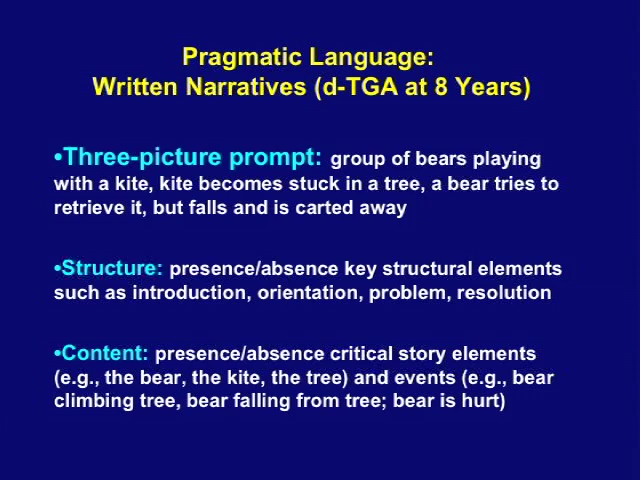 Pragmatic Language:
Written Narratives (d-TGA at 8 Years)
•Three-picture prompt: group of bears playing
with a kite, kite becomes stuck in a tree, a bear tries to
retrieve it, but falls and is carted away
•Structure: presence/absence key structural elements
such as introduction, orientation, problem, resolution
•Content: presence/absence critical story elements
(e.g., the bear, the kite, the tree) and events (e.g., bear
climbing tree, bear falling from tree; bear is hurt)